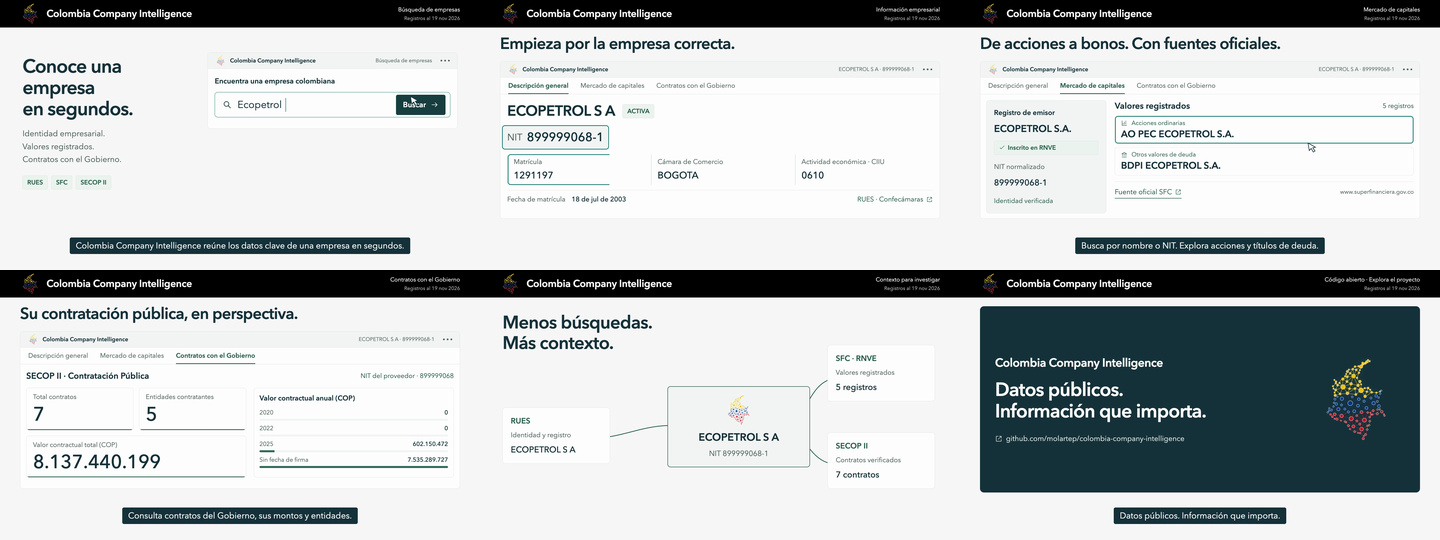 Colombia Company Intelligence
Búsqueda de empresas
Registros al 19 nov 2026
Conoce una
empresa
en segundos.
Identidad empresarial.
Valores registrados.
Contratos con el Gobierno.
RUES
SFC
SECOP II
Colombia Company Intelligence
Búsqueda de empresas
Encuentra una empresa colombiana
Ecopetrol
Buscar →
Colombia Company Intelligence reúne los datos clave de una empresa en segundos.
Colombia Company Intelligence
Información empresarial
Registros al 19 nov 2026
Empieza por la empresa correcta.
Colombia Company Intelligence
ECOPETROL S A · 899999068-1
Descripción general
Mercado de capitales
Contratos con el Gobierno
ECOPETROL S A
ACTIVA
NIT 899999068-1
Matrícula
1291197
Cámara de Comercio
BOGOTA
Actividad económica · CIIU
0610
Fecha de matrícula 18 de jul de 2003
RUES · Confecámaras
Colombia Company Intelligence
Mercado de capitales
Registros al 19 nov 2026
De acciones a bonos. Con fuentes oficiales.
Colombia Company Intelligence
ECOPETROL S A · 899999068-1
Descripción general
Mercado de capitales
Contratos con el Gobierno
Registro de emisor
ECOPETROL S.A.
✓ Inscrito en RNVE
NIT normalizado
899999068-1
Identidad verificada
Valores registrados
5 registros
Acciones ordinarias
AO PEC ECOPETROL S.A.
Otros valores de deuda
BDPI ECOPETROL S.A.
Fuente oficial SFC
www.superfinanciera.gov.co
Busca por nombre o NIT. Explora acciones y títulos de deuda.
Colombia Company Intelligence
Contratos con el Gobierno
Registros al 19 nov 2026
Su contratación pública, en perspectiva.
Colombia Company Intelligence
ECOPETROL S A · 899999068-1
Descripción general
Mercado de capitales
Contratos con el Gobierno
SECOP II · Contratación Pública
NIT del proveedor · 899999068
Total contratos
7
Entidades contratantes
5
Valor contractual total (COP)
8.137.440.199
Valor contractual anual (COP)
2020 0
2022 0
2025 602.150.472
Sin fecha de firma 7.535.289.727
Consulta contratos del Gobierno, sus montos y entidades.
Colombia Company Intelligence
Contexto para investigar
Registros al 19 nov 2026
Menos búsquedas.
Más contexto.
RUES
Identidad y registro
ECOPETROL S A
ECOPETROL S A
NIT 899999068-1
SFC · RNVE
Valores registrados
5 registros
SECOP II
Contratos verificados
7 contratos
Colombia Company Intelligence
Código abierto · Explora el proyecto
Registros al 19 nov 2026
Colombia Company Intelligence
Datos públicos.
Información que importa.
github.com/molartep/colombia-company-intelligence
Datos públicos. Información que importa.